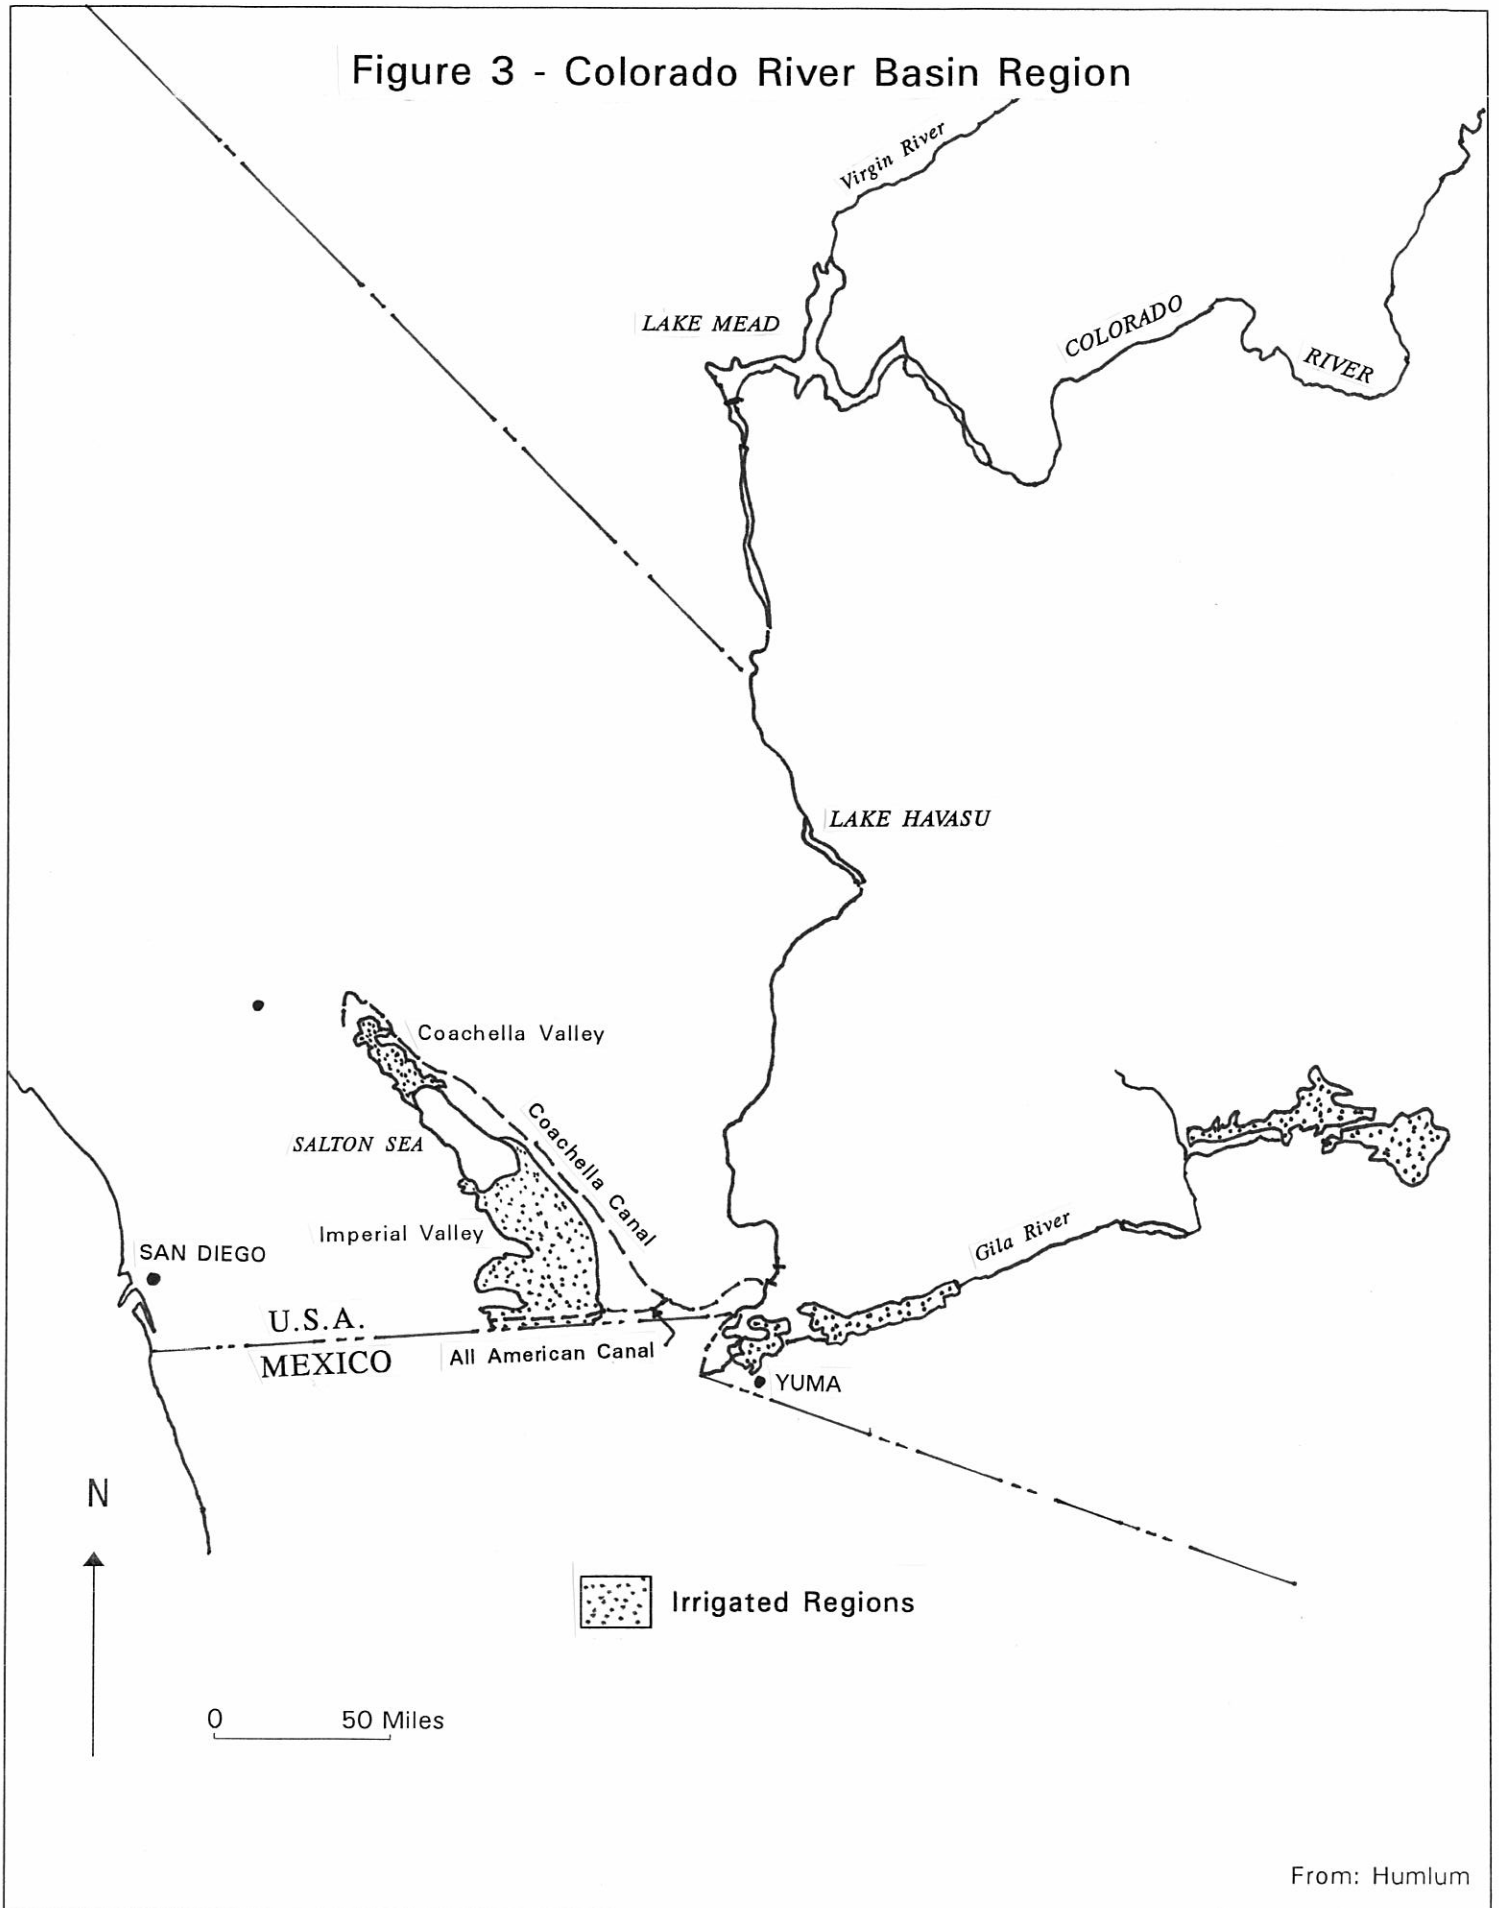 Figure 3 - Colorado River Basin Region
Virgin River
LAKE MEAD
COLORADO
RIVER
LAKE HAVASU
Coachella Valley
Coachella Canal
SALTON SEA
Imperial Valley
Gila River
SAN DIEGO
U.S.A.
MEXICO
All American Canal
YUMA
N
Irrigated Regions
0 50 Miles
From: Humlum